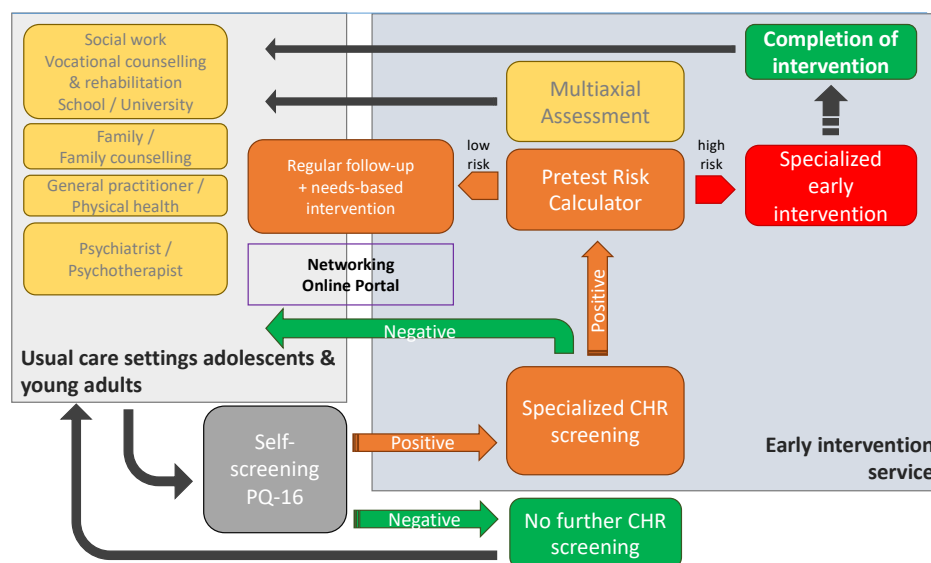 Social work
Vocational counselling
& rehabilitation
School / University
Family /
Family counselling
General practitioner /
Physical health
Psychiatrist /
Psychotherapist
Completion of
intervention
Multiaxial
Assessment
Regular follow-up
+ needs-based
intervention
low
risk
Pretest Risk
Calculator
high
risk
Specialized
early
intervention
Networking
Online Portal
Positive
Negative
Usual care settings adolescents &
young adults
Specialized CHR
screening
Self-
screening
PQ-16
Positive
Early intervention
service
Negative
No further CHR
screening